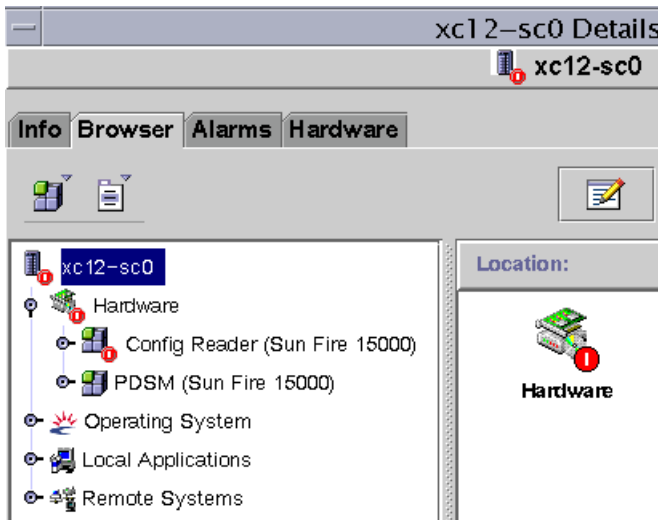 xc12–sc0 Details
xc12-sc0
Info Browser Alarms Hardware
Location:
xc12–sc0
Hardware
Config Reader (Sun Fire 15000)
PDSM (Sun Fire 15000)
Operating System
Local Applications
Remote Systems
Hardware